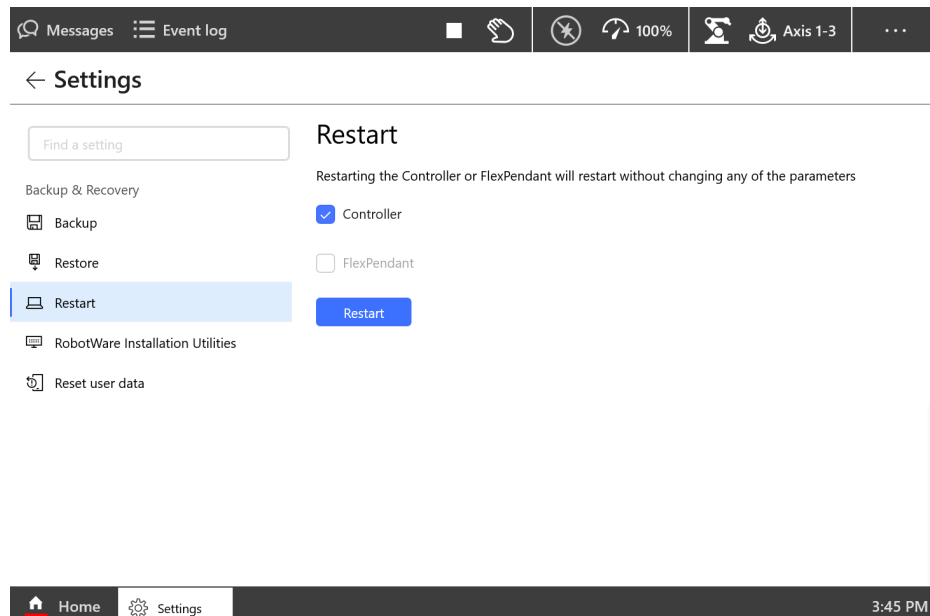 Messages
Event log
100%
Axis 1-3
...
Settings
Find a setting
Backup & Recovery
Backup
Restore
Restart
RobotWare Installation Utilities
Reset user data
Restart
Restarting the Controller or FlexPendant will restart without changing any of the parameters
Controller
FlexPendant
Restart
Home
Settings
3:45 PM